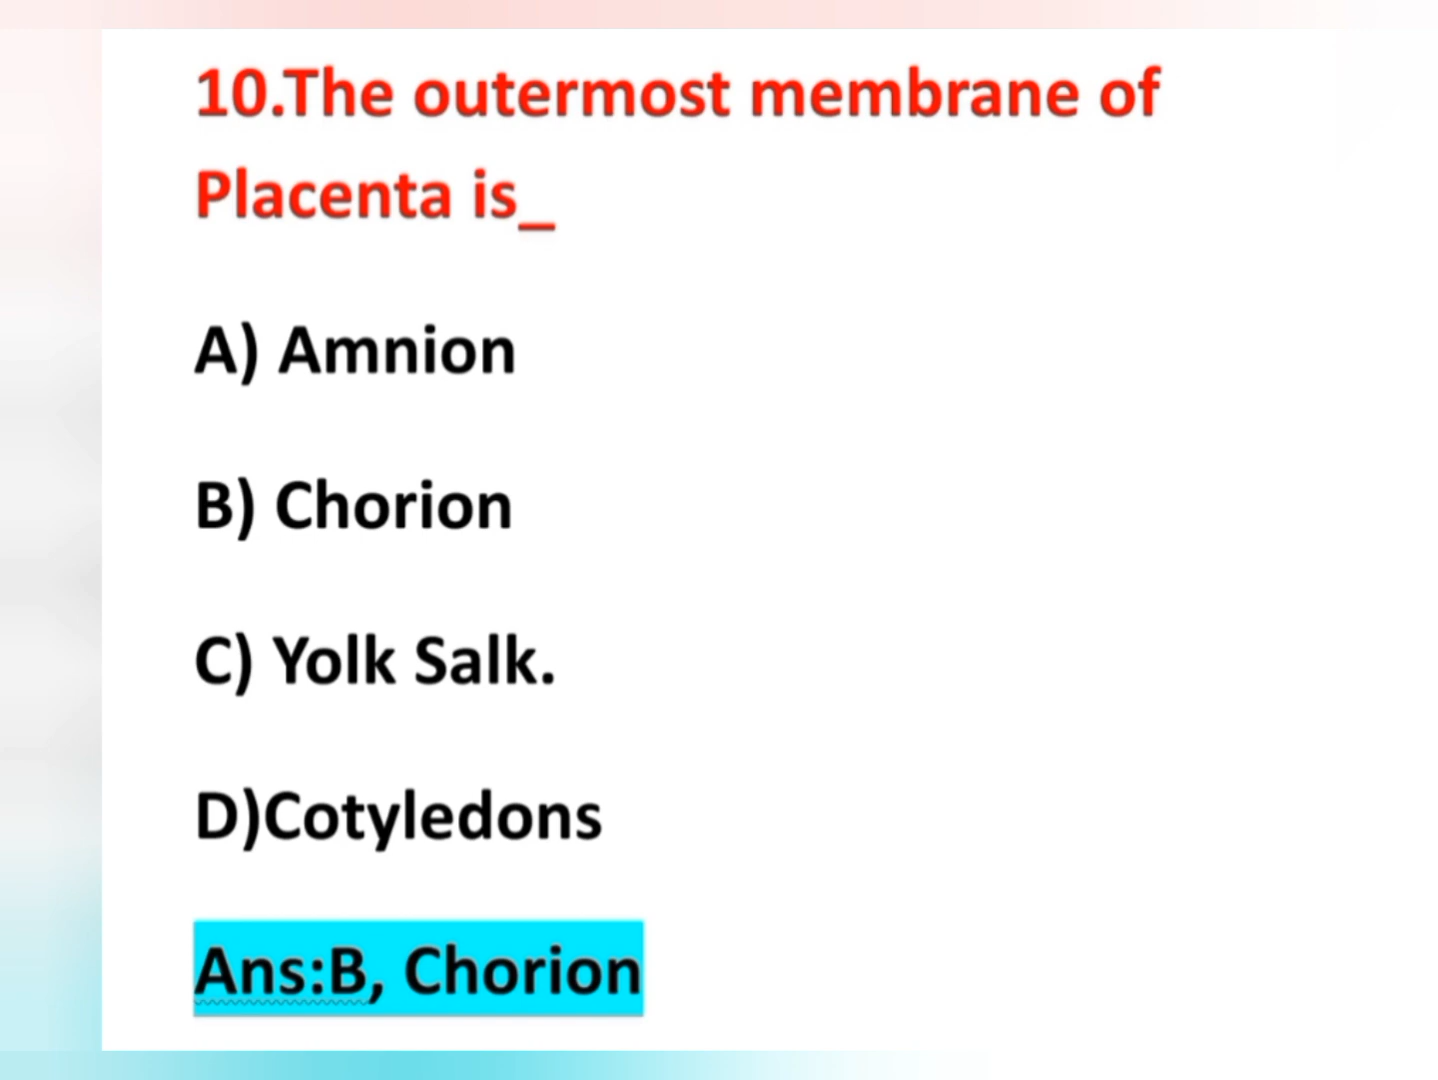 10.The outermost membrane of
Placenta is_
A) Amnion
B) Chorion
C) Yolk Salk.
D)Cotyledons
Ans:B, Chorion